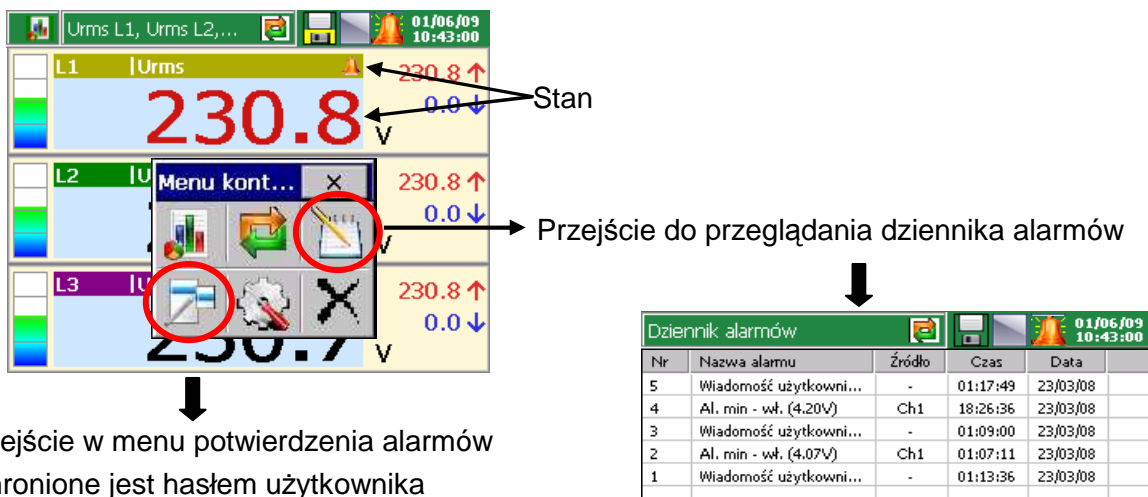 Urms L1, Urms L2,...
01/06/09
10:43:00
L1 |Urms
230.8
230.8
0.0
V
Stan
L2 |U
230.8
0.0
V
Menu kont...
Przejście do przeglądania dziennika alarmów
L3 |U
230.8
0.0
V
ejście w menu potwierdzenia alarmów
ronione jest hasłem użytkownika
Dziennik alarmów
01/06/09
10:43:00
Nr Nazwa alarmu Źródło Czas Data
5 Wiadomość użytkowni... - 01:17:49 23/03/08
4 Al. min - wł. (4.20V) Ch1 18:26:36 23/03/08
3 Wiadomość użytkowni... - 01:09:00 23/03/08
2 Al. min - wł. (4.07V) Ch1 01:07:11 23/03/08
1 Wiadomość użytkowni... - 01:13:36 23/03/08